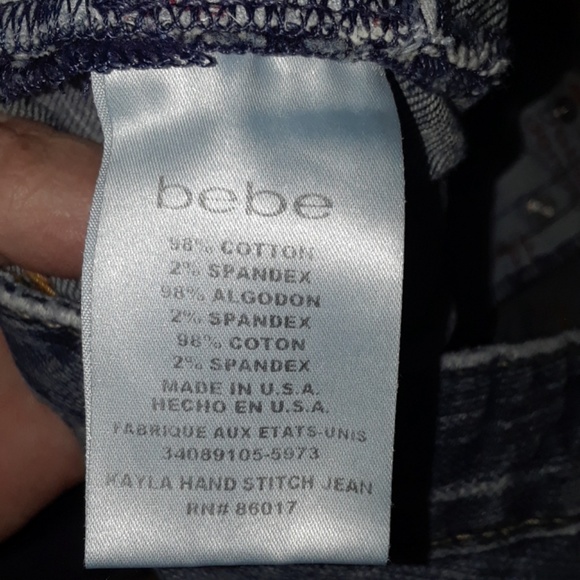 bebe
98% COTTON
2% SPANDEX
98% ALGODON
2% SPANDEX
98% COTON
2% SPANDEX
MADE IN U.S.A.
HECHO EN U.S.A.
FABRIQUE AUX ETATS-UNIS
34089105-5973
KAYLA HAND STITCH JEAN
RN# 86017